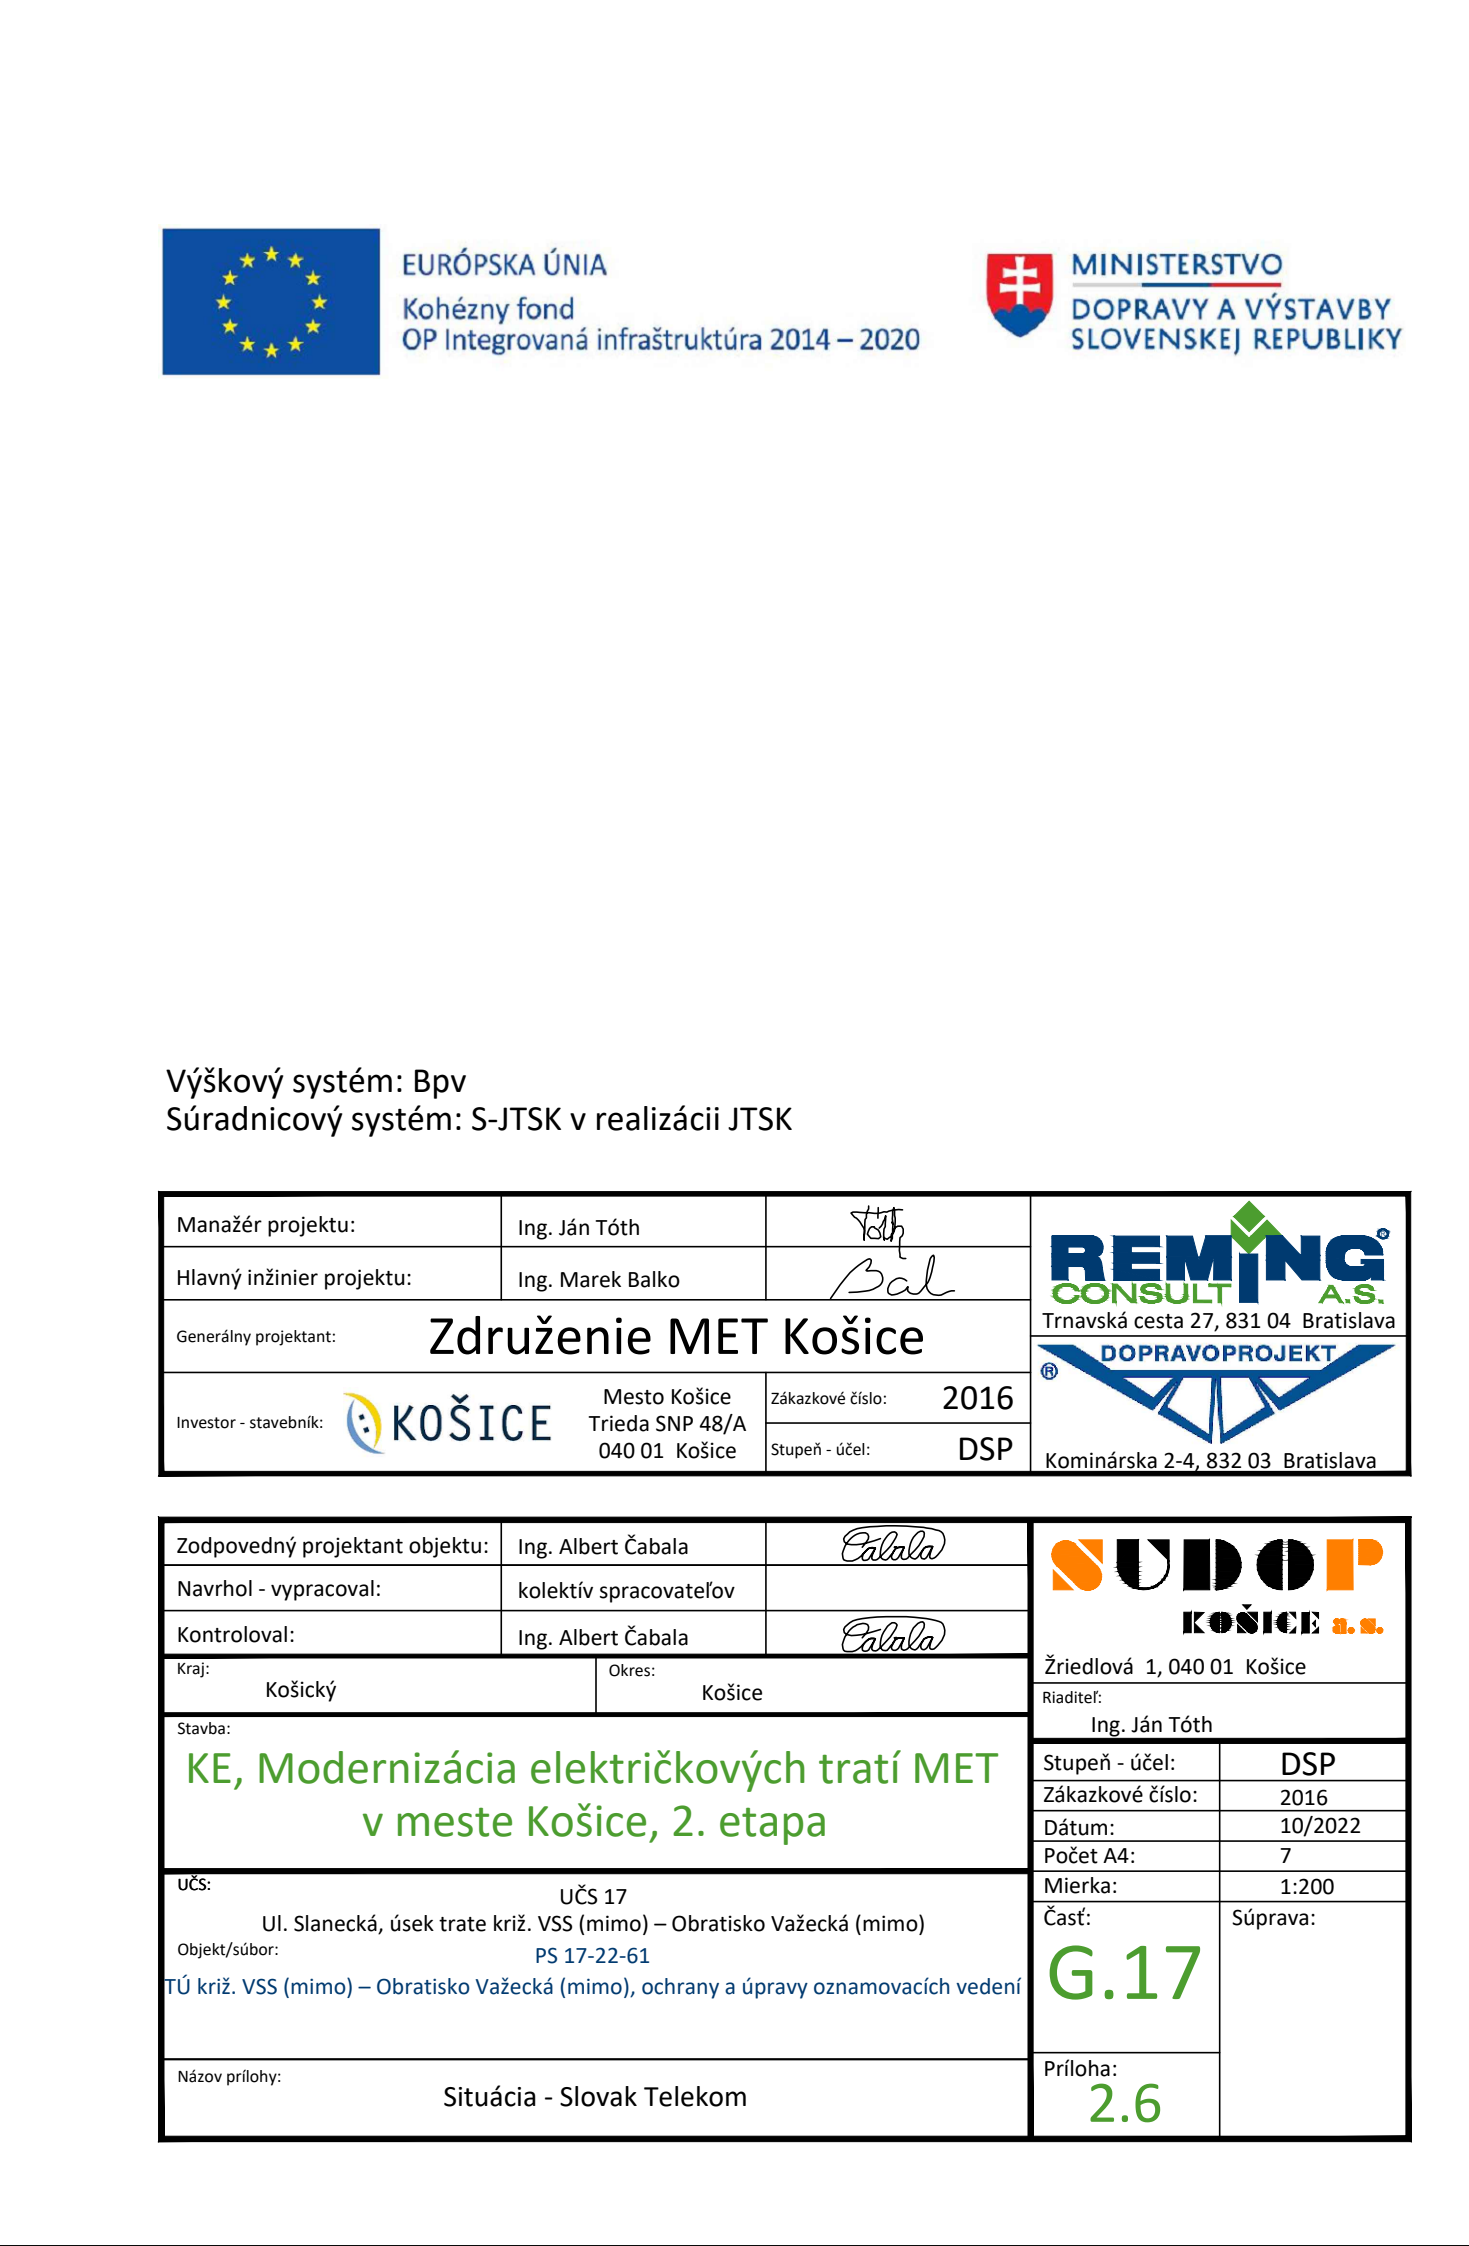 EURÓPSKA ÚNIA
Kohézny fond
OP Integrovaná infraštruktúra 2014 – 2020
MINISTERSTVO
DOPRAVY A VÝSTAVBY
SLOVENSKEJ REPUBLIKY
Výškový systém: Bpv
Súradnicový systém: S-JTSK v realizácii JTSK
Manažér projektu: Ing. Ján Tóth Tóth
Hlavný inžinier projektu: Ing. Marek Balko Bal
Generálny projektant: Združenie MET Košice
Investor - stavebník: KOŠICE
Mesto Košice
Trieda SNP 48/A
040 01 Košice
Zákazkové číslo: 2016
Stupeň - účel: DSP
REMING ®
CONSULT A.S.
Trnavská cesta 27, 831 04 Bratislava
DOPRAVOPROJEKT
®
Kominárska 2-4, 832 03 Bratislava
Zodpovedný projektant objektu: Ing. Albert Čabala Čabala
Navrhol - vypracoval: kolektív spracovateľov
Kontroloval: Ing. Albert Čabala Čabala
Kraj: Košický
Okres: Košice
Stavba:
KE, Modernizácia električkových tratí MET
v meste Košice, 2. etapa
UČS:
UČS 17
Ul. Slanecká, úsek trate križ. VSS (mimo) – Obratisko Važecká (mimo)
Objekt/súbor: PS 17-22-61
TÚ križ. VSS (mimo) – Obratisko Važecká (mimo), ochrany a úpravy oznamovacích vedení
Názov prílohy:
Situácia - Slovak Telekom
SUDOP
KOŠICE a.s.
Žriedlová 1, 040 01 Košice
Riaditeľ:
Ing. Ján Tóth
Stupeň - účel: DSP
Zákazkové číslo: 2016
Dátum: 10/2022
Počet A4: 7
Mierka: 1:200
Časť:
G.17
Súprava:
Príloha:
2.6